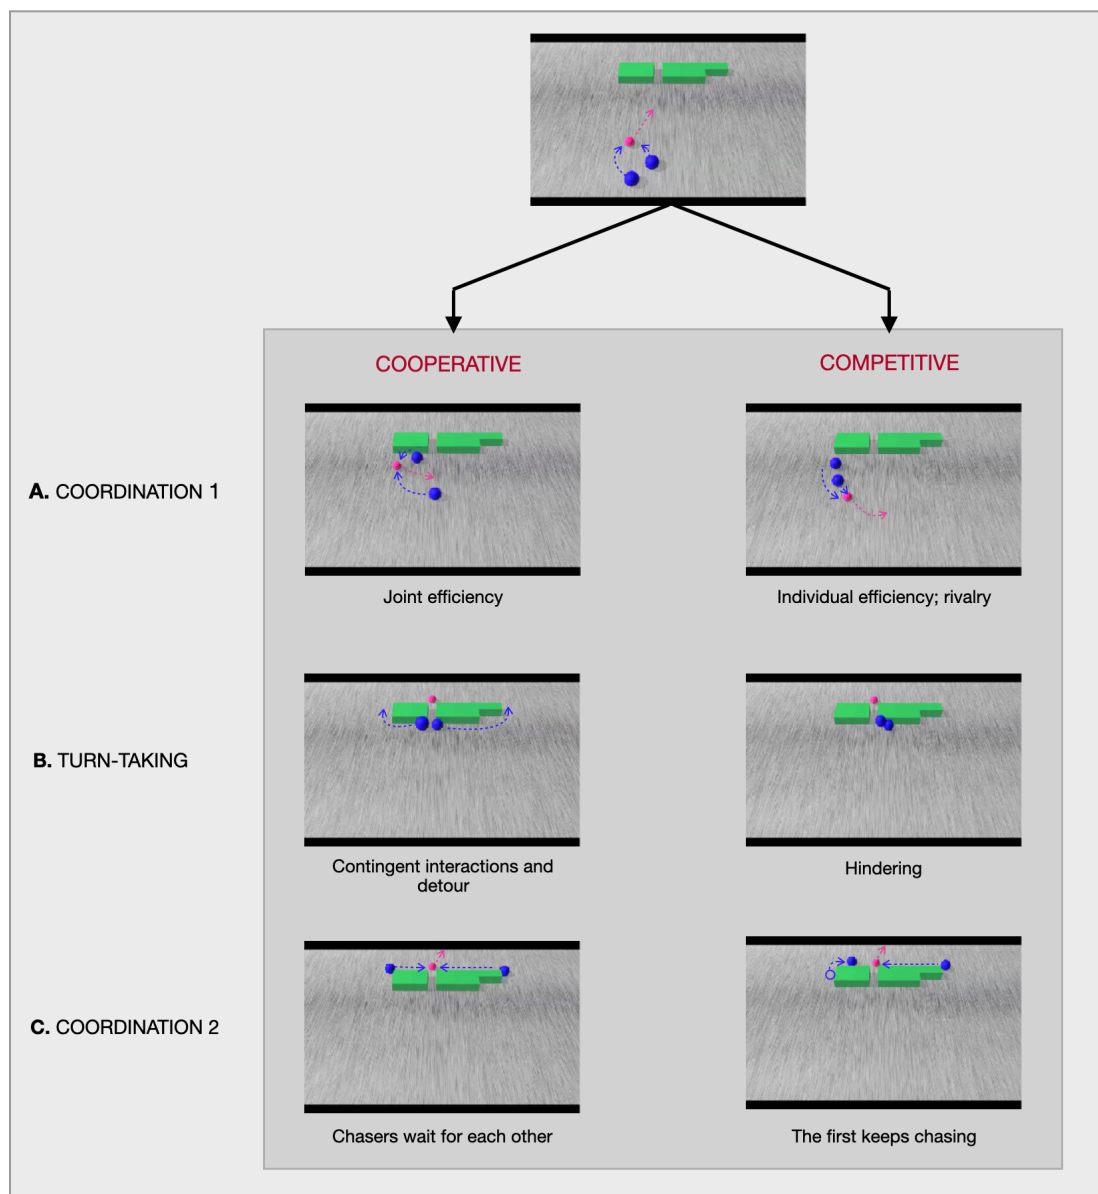 COOPERATIVE
COMPETITIVE
A. COORDINATION 1
Joint efficiency
Individual efficiency; rivalry
B. TURN-TAKING
Contingent interactions and
detour
Hindering
C. COORDINATION 2
Chasers wait for each other
The first keeps chasing